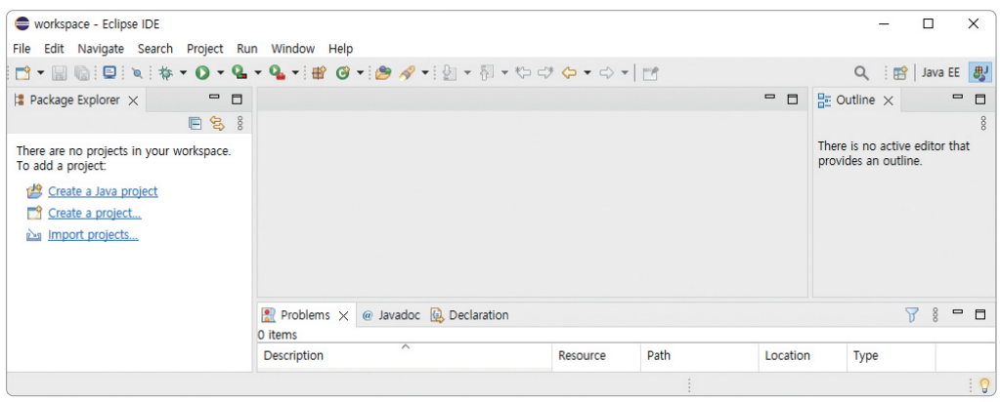 workspace - Eclipse IDE
File Edit Navigate Search Project Run Window Help
Java EE
Package Explorer
There are no projects in your workspace.
To add a project:
Create a Java project
Create a project...
Import projects...
Outline
There is no active editor that
provides an outline.
Problems @ Javadoc Declaration
0 items
Description Resource Path Location Type